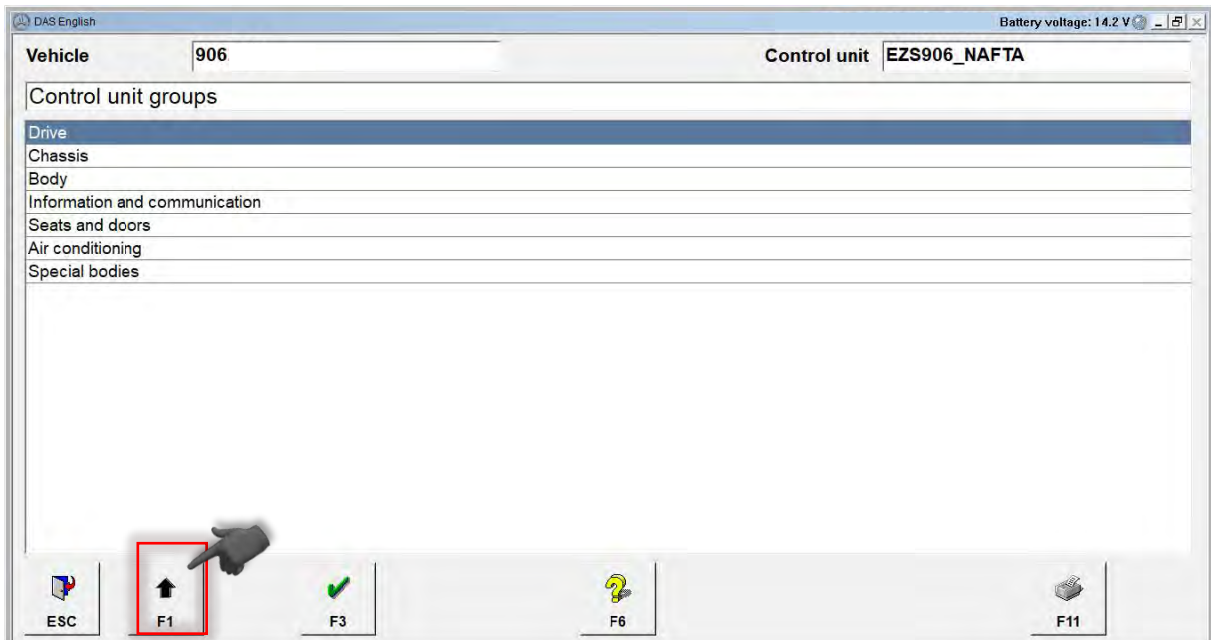 DAS English Battery voltage: 14.2 V
Vehicle 906 Control unit EZS906_NAFTA
Control unit groups
Drive
Chassis
Body
Information and communication
Seats and doors
Air conditioning
Special bodies
ESC F1 F3 F6 F11